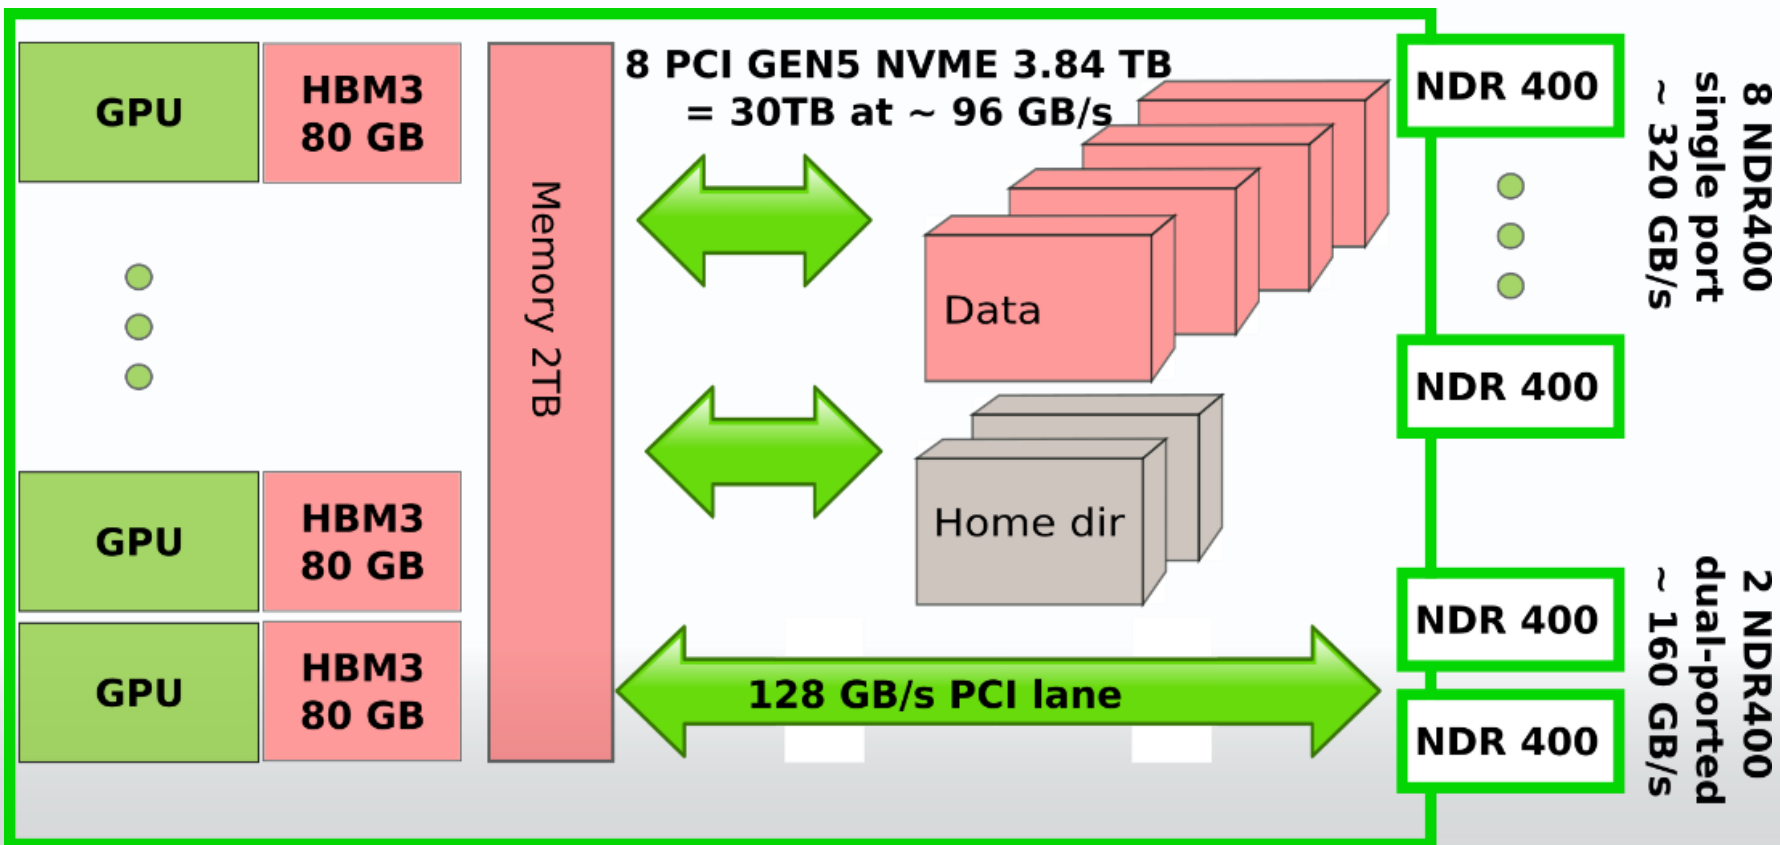 8 PCI GEN5 NVME 3.84 TB
= 30TB at ~ 96 GB/s
GPU
HBM3
80 GB
GPU
HBM3
80 GB
GPU
HBM3
80 GB
Memory 2TB
Data
Home dir
128 GB/s PCI lane
NDR 400
NDR 400
NDR 400
NDR 400
8 NDR400
single port
~ 320 GB/s
2 NDR400
dual-ported
~ 160 GB/s